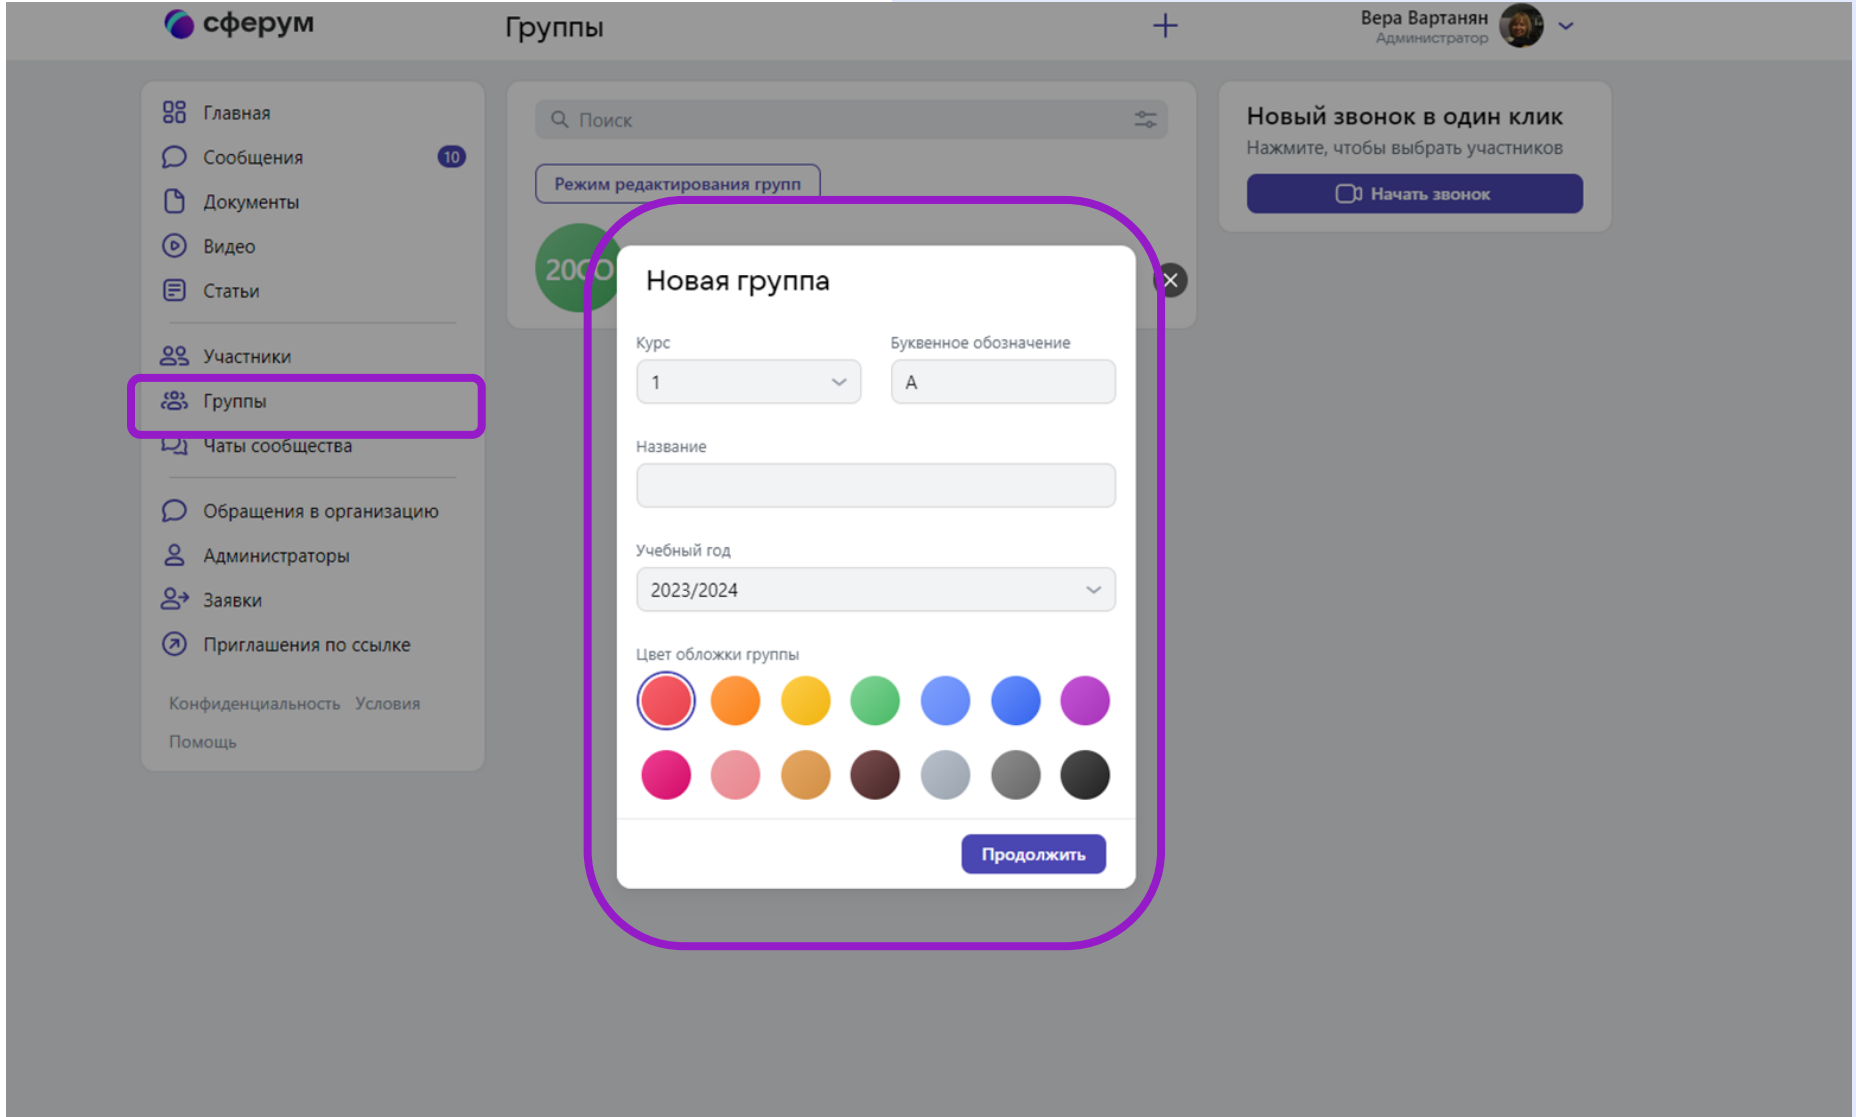 сферум
Группы
Вера Вартанян
Администратор
Главная
Сообщения
10
Документы
Видео
Статьи
Участники
Группы
Чаты сообщества
Обращения в организацию
Администраторы
Заявки
Приглашения по ссылке
Конфиденциальность Условия
Помощь
Поиск
Режим редактирования групп
Новая группа
Курс
Буквенное обозначение
1
А
Название
Учебный год
2023/2024
Цвет обложки группы
Продолжить
Новый звонок в один клик
Нажмите, чтобы выбрать участников
Начать звонок